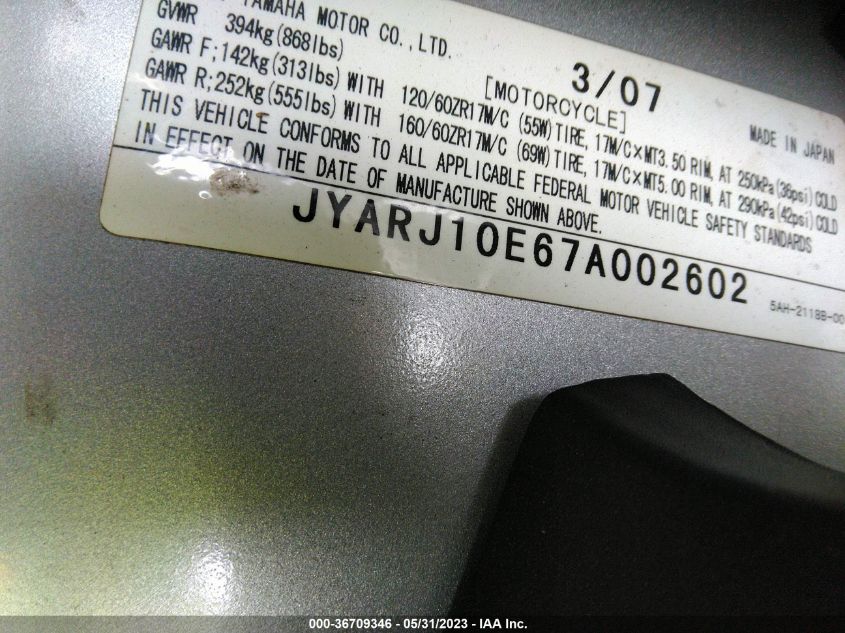 YAMAHA MOTOR CO.,LTD.
3/07
MADE IN JAPAN
GVWR 394kg(868lbs)
[MOTORCYCLE]
GAWR F;142kg(313lbs) WITH 120/60ZR17M/C (55W)TIRE, 17M/C×MT3.50 RIM, AT 250kPa(36psi)COLD
GAWR R;252kg(555lbs) WITH 160/60ZR17M/C (69W)TIRE, 17M/C×MT5.00 RIM, AT 290kPa(42psi)COLD
THIS VEHICLE CONFORMS TO ALL APPLICABLE FEDERAL MOTOR VEHICLE SAFETY STANDARDS
IN EFFECT ON THE DATE OF MANUFACTURE SHOWN ABOVE.
JYARJ10E67A002602
5AH-2118B-00
000-36709346 - 05/31/2023 - © IAA Inc.